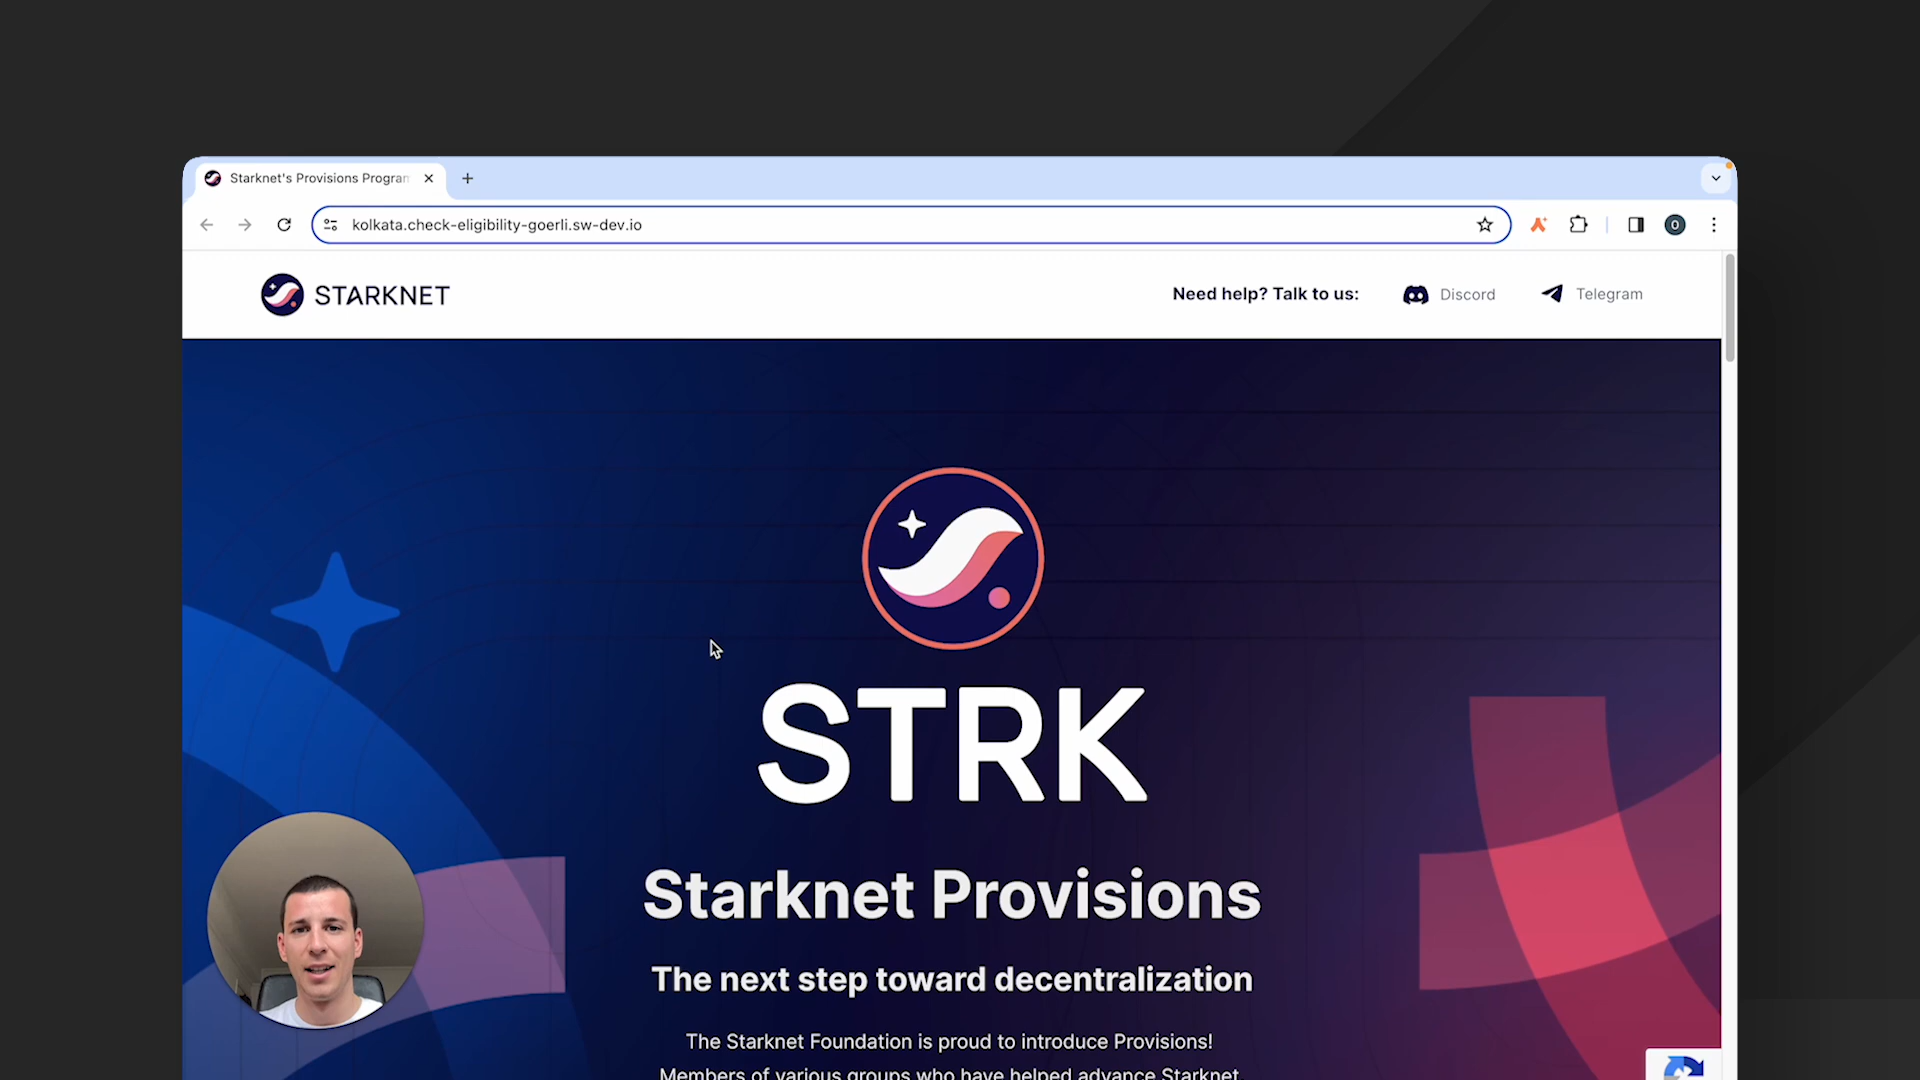 Starknet's Provisions Program
kolkata.check-eligibility-goerli.sw-dev.io
O
STARKNET
Need help? Talk to us:
Discord
Telegram
STRK
Starknet Provisions
The next step toward decentralization
The Starknet Foundation is proud to introduce Provisions!
Members of various groups who have helped advance Starknet